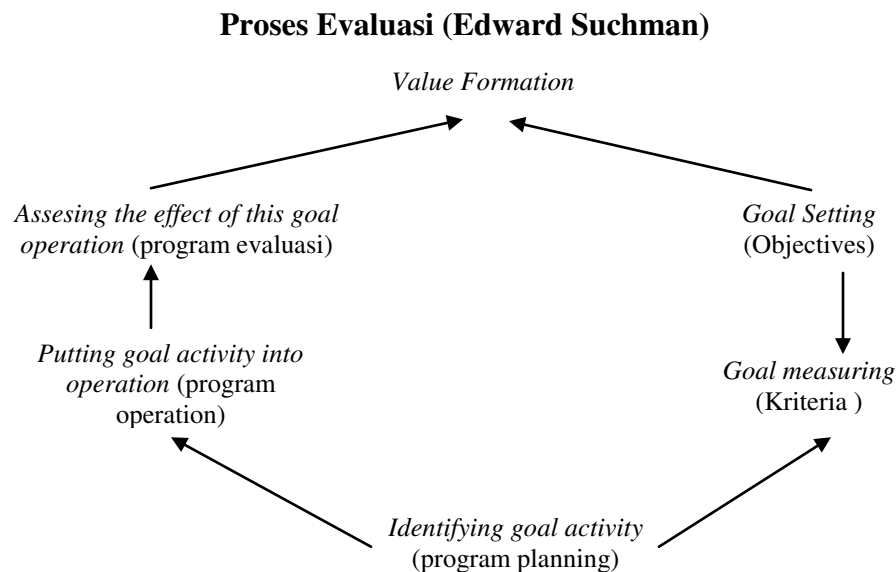 Proses Evaluasi (Edward Suchman)
Value Formation
Assesing the effect of this goal
operation (program evaluasi)
Goal Setting
(Objectives)
Putting goal activity into
operation (program
operation)
Goal measuring
(Kriteria )
Identifying goal activity
(program planning)